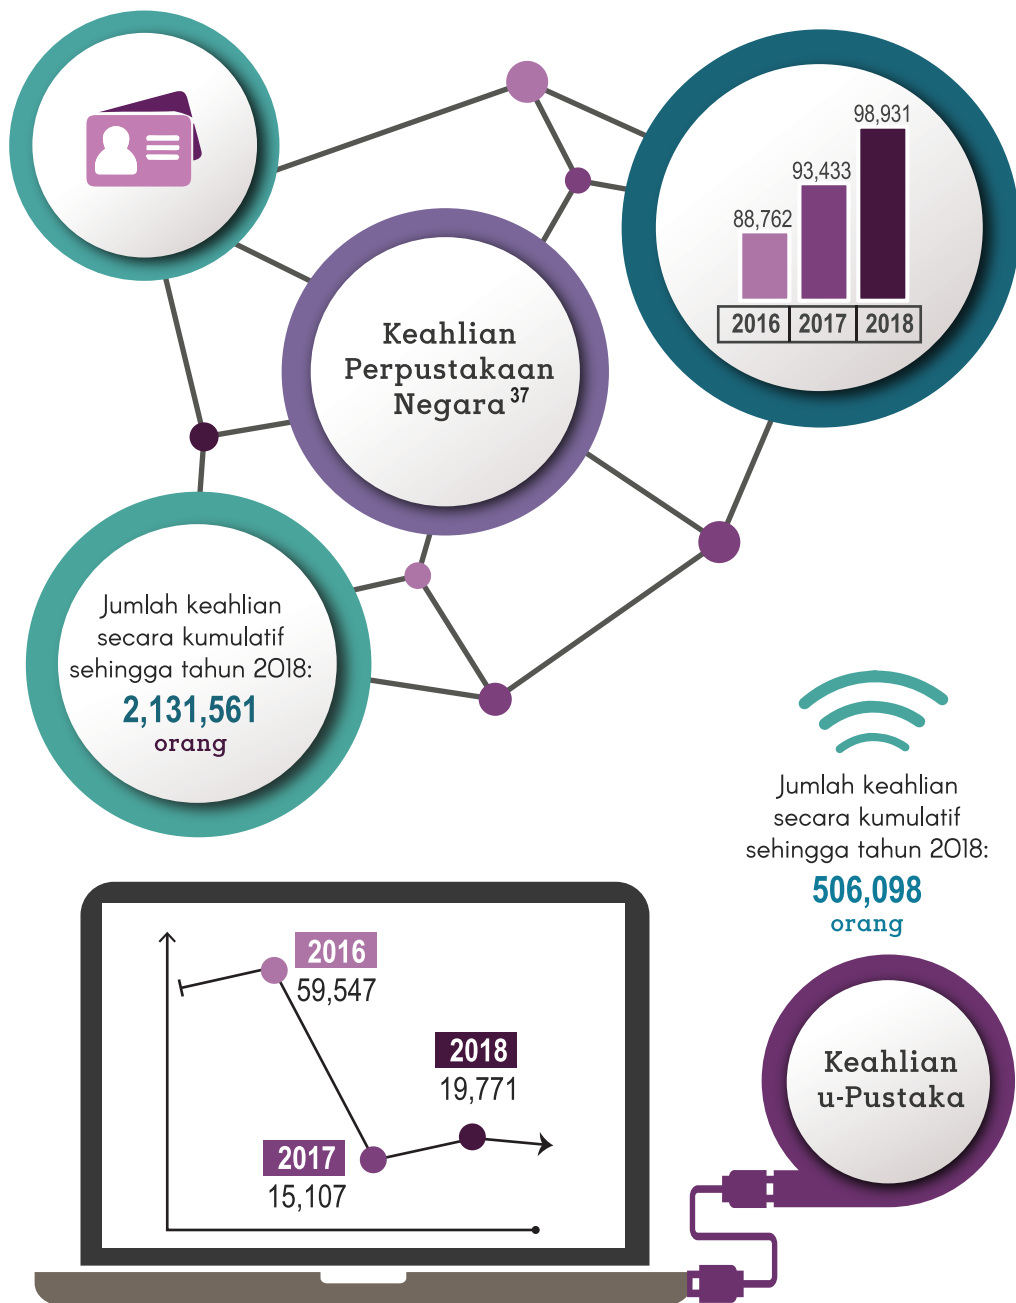 98,931
93,433
88,762
2016 2017 2018
Keahlian
Perpustakaan
Negara 37
Jumlah keahlian
secara kumulatif
sehingga tahun 2018:
2,131,561
orang
Jumlah keahlian
secara kumulatif
sehingga tahun 2018:
506,098
orang
2016
59,547
2018
19,771
2017
15,107
Keahlian
u-Pustaka